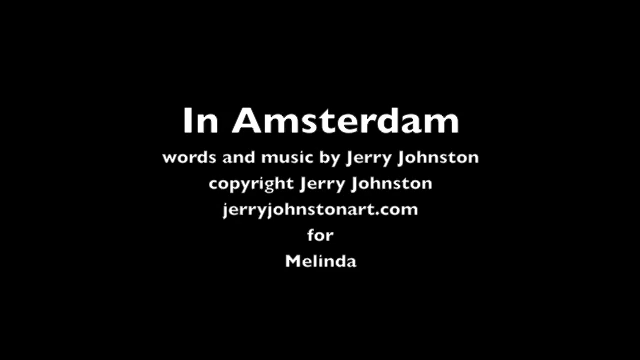 In Amsterdam
words and music by Jerry Johnston
copyright Jerry Johnston
jerryjohnstonart.com
for
Melinda